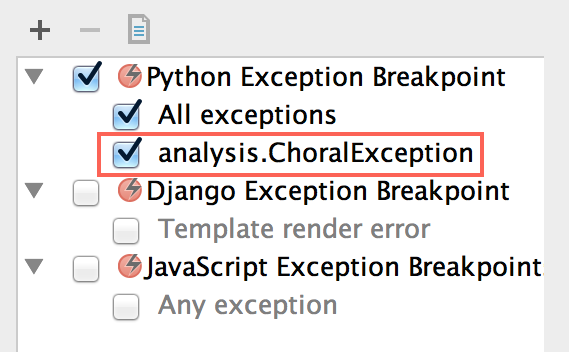 Python Exception Breakpoint
All exceptions
analysis.ChoralException
Django Exception Breakpoint
Template render error
JavaScript Exception Breakpoint
Any exception